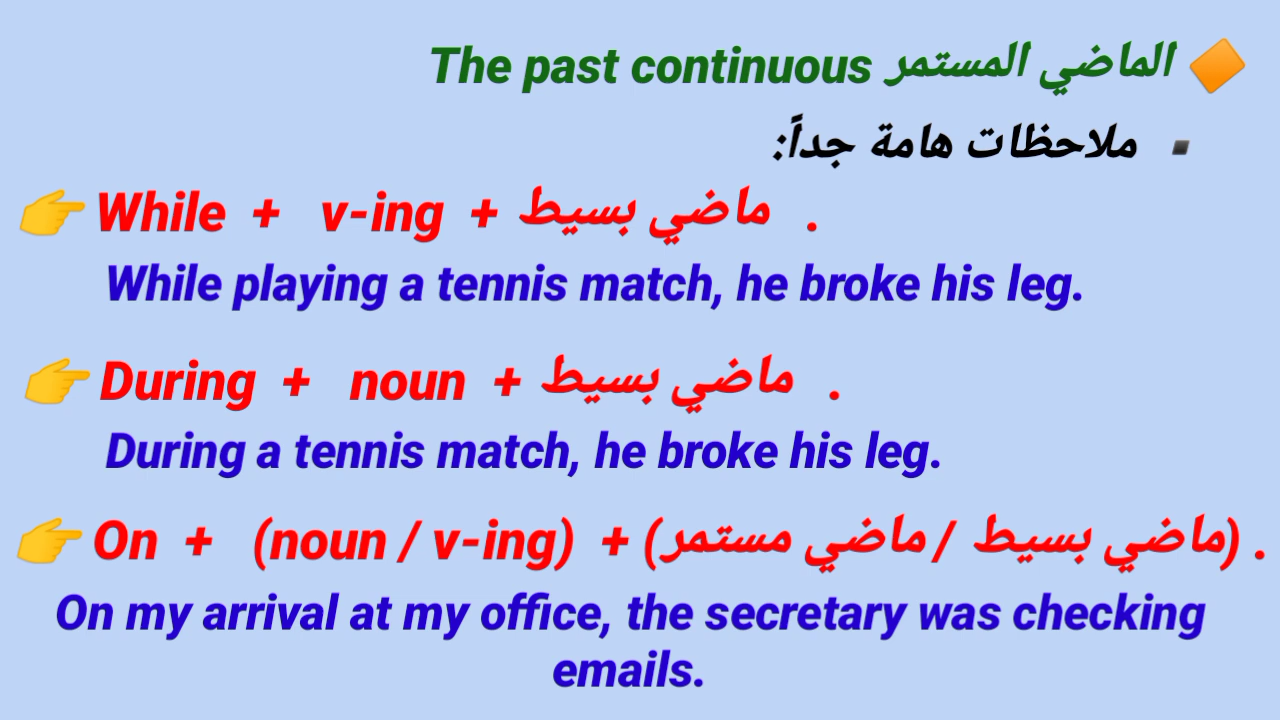 🔶 الماضي المستمر The past continuous
▪ ملاحظات هامة جداً:
👉 While + v-ing + ماضي بسيط .
While playing a tennis match, he broke his leg.
👉 During + noun + ماضي بسيط .
During a tennis match, he broke his leg.
👉 On + (noun / v-ing) + (ماضي بسيط / ماضي مستمر) .
On my arrival at my office, the secretary was checking
emails.